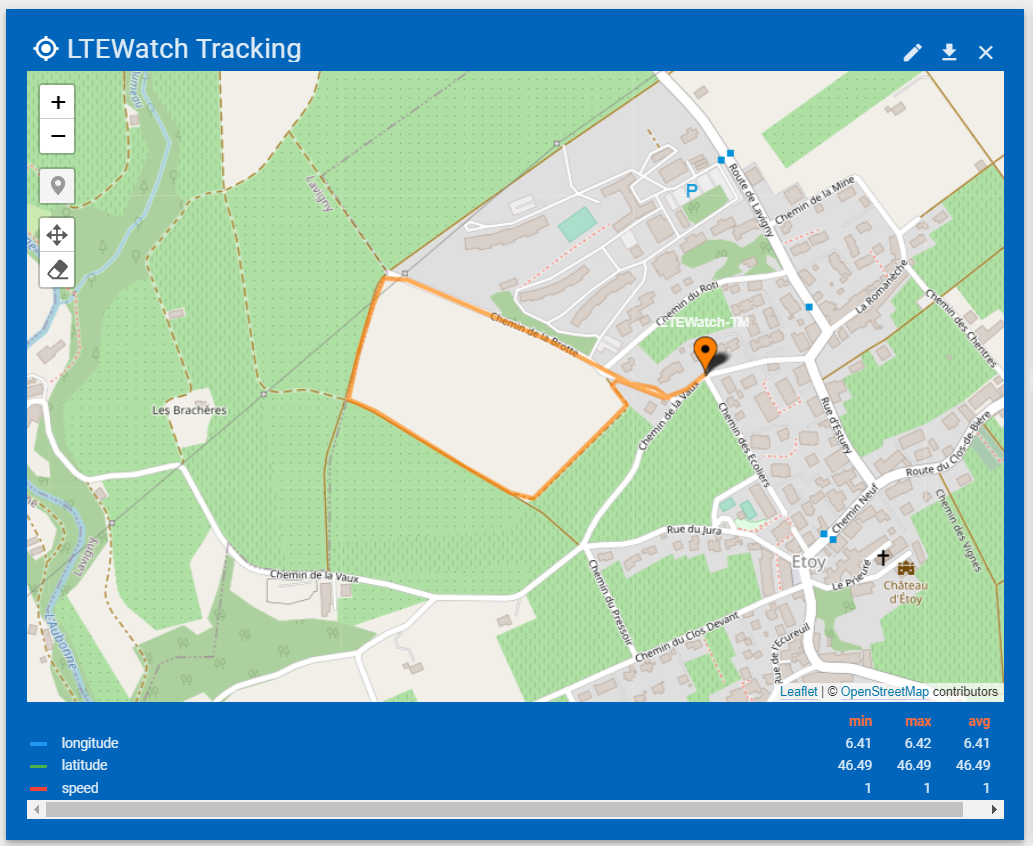 LTEWatch Tracking
+
−
Lavigny
P
Route de Lavigny
Chemin de la Mine
La Romanèche
Chemin des Chentres
Chemin du Roti
LTEWatch-TM
Chemin de la Brotte
Les Brachères
Chemin de la Vaux
Chemin des Ecoliers
Rue d'Estuey
Route du Clos-de-Bière
Chemin Neuf
Chemin des Vignes
Rue du Jura
Etoy
Le Prieuré
Château
d'Étoy
Lavigny
Chemin de la Vaux
Chemin du Pressoir
Chemin du Clos Devant
Rue de l'Ecureuil
L'Aubonne
Leaflet | © OpenStreetMap contributors
min max avg
longitude 6.41 6.42 6.41
latitude 46.49 46.49 46.49
speed 1 1 1